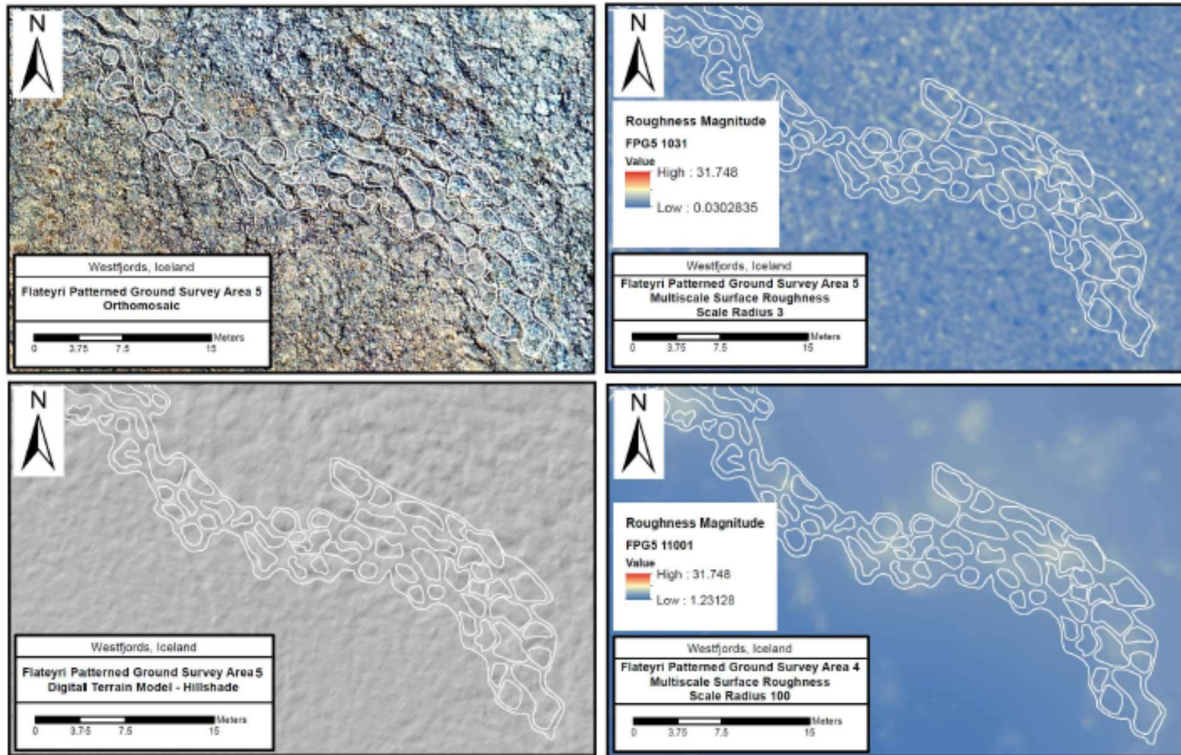 N
Westfjords, Iceland
Flateyri Patterned Ground Survey Area 5
Orthomosaic
Meters
0 3.75 7.5 15
N
Roughness Magnitude
FPG5 1031
Value
High : 31.748
Low : 0.0302835
Westfjords, Iceland
Flateyri Patterned Ground Survey Area 5
Multiscale Surface Roughness
Scale Radius 3
Meters
0 3.75 7.5 15
N
Westfjords, Iceland
Flateyri Patterned Ground Survey Area 5
Digital Terrain Model - Hillshade
Meters
0 3.75 7.5 15
N
Roughness Magnitude
FPG5 11001
Value
High : 31.748
Low : 1.23128
Westfjords, Iceland
Flateyri Patterned Ground Survey Area 4
Multiscale Surface Roughness
Scale Radius 100
Meters
0 3.75 7.5 15